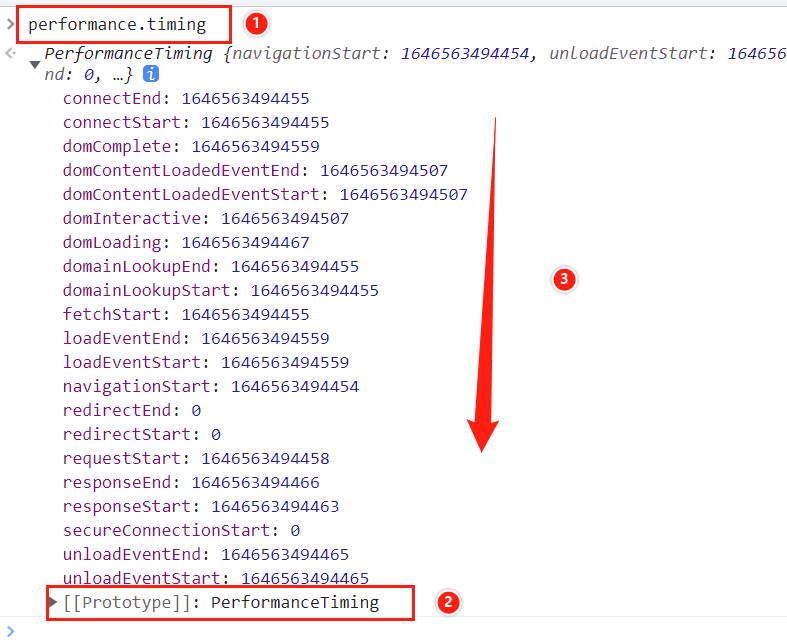 performance.timing
1
PerformanceTiming {navigationStart: 1646563494454, unloadEventStart: 164656
nd: 0, …} i
connectEnd: 1646563494455
connectStart: 1646563494455
domComplete: 1646563494559
domContentLoadedEventEnd: 1646563494507
domContentLoadedEventStart: 1646563494507
domInteractive: 1646563494507
domLoading: 1646563494467
domainLookupEnd: 1646563494455
domainLookupStart: 1646563494455
3
fetchStart: 1646563494455
loadEventEnd: 1646563494559
loadEventStart: 1646563494559
navigationStart: 1646563494454
redirectEnd: 0
redirectStart: 0
requestStart: 1646563494458
responseEnd: 1646563494466
responseStart: 1646563494463
secureConnectionStart: 0
unloadEventEnd: 1646563494465
unloadEventStart: 1646563494465
[[Prototype]]: PerformanceTiming
2